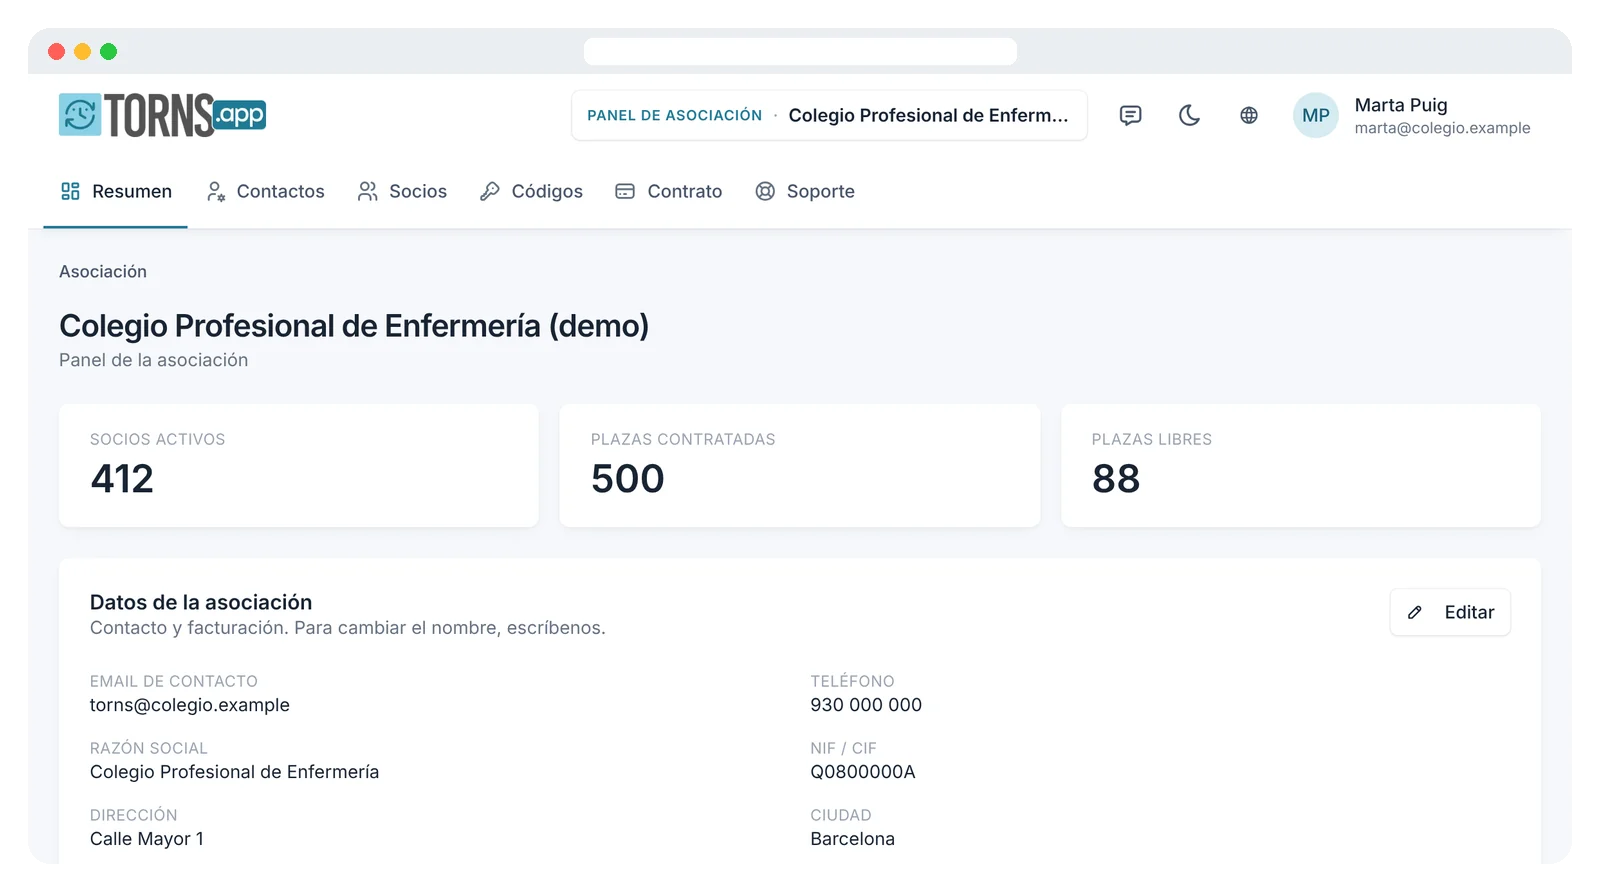 TORNS.app
PANEL DE ASOCIACIÓN · Colegio Profesional de Enferm...
MP
Marta Puig
marta@colegio.example
Resumen
Contactos
Socios
Códigos
Contrato
Soporte
Asociación
Colegio Profesional de Enfermería (demo)
Panel de la asociación
SOCIOS ACTIVOS
412
PLAZAS CONTRATADAS
500
PLAZAS LIBRES
88
Datos de la asociación
Contacto y facturación. Para cambiar el nombre, escríbenos.
Editar
EMAIL DE CONTACTO
torns@colegio.example
TELÉFONO
930 000 000
RAZÓN SOCIAL
Colegio Profesional de Enfermería
NIF / CIF
Q0800000A
DIRECCIÓN
Calle Mayor 1
CIUDAD
Barcelona